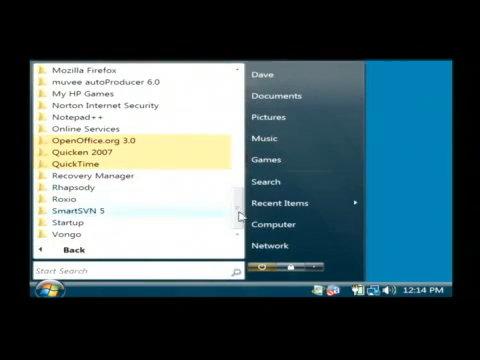 Mozilla Firefox
muvee autoProducer 6.0
My HP Games
Norton Internet Security
Notepad++
Online Services
OpenOffice.org 3.0
Quicken 2007
QuickTime
Recovery Manager
Rhapsody
Roxio
SmartSVN 5
Startup
Vongo
Back
Start Search
Dave
Documents
Pictures
Music
Games
Search
Recent Items
Computer
Network
12:14 PM